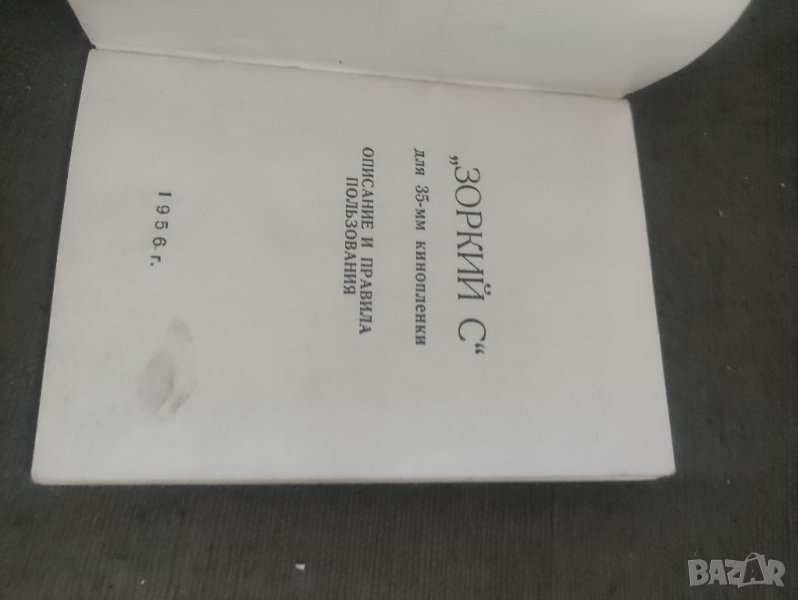 „ЗОРКИЙ С“
для 35-мм кинопленки
ОПИСАНИЕ И ПРАВИЛА
ПОЛЬЗОВАНИЯ
1956 г.
BAZAR